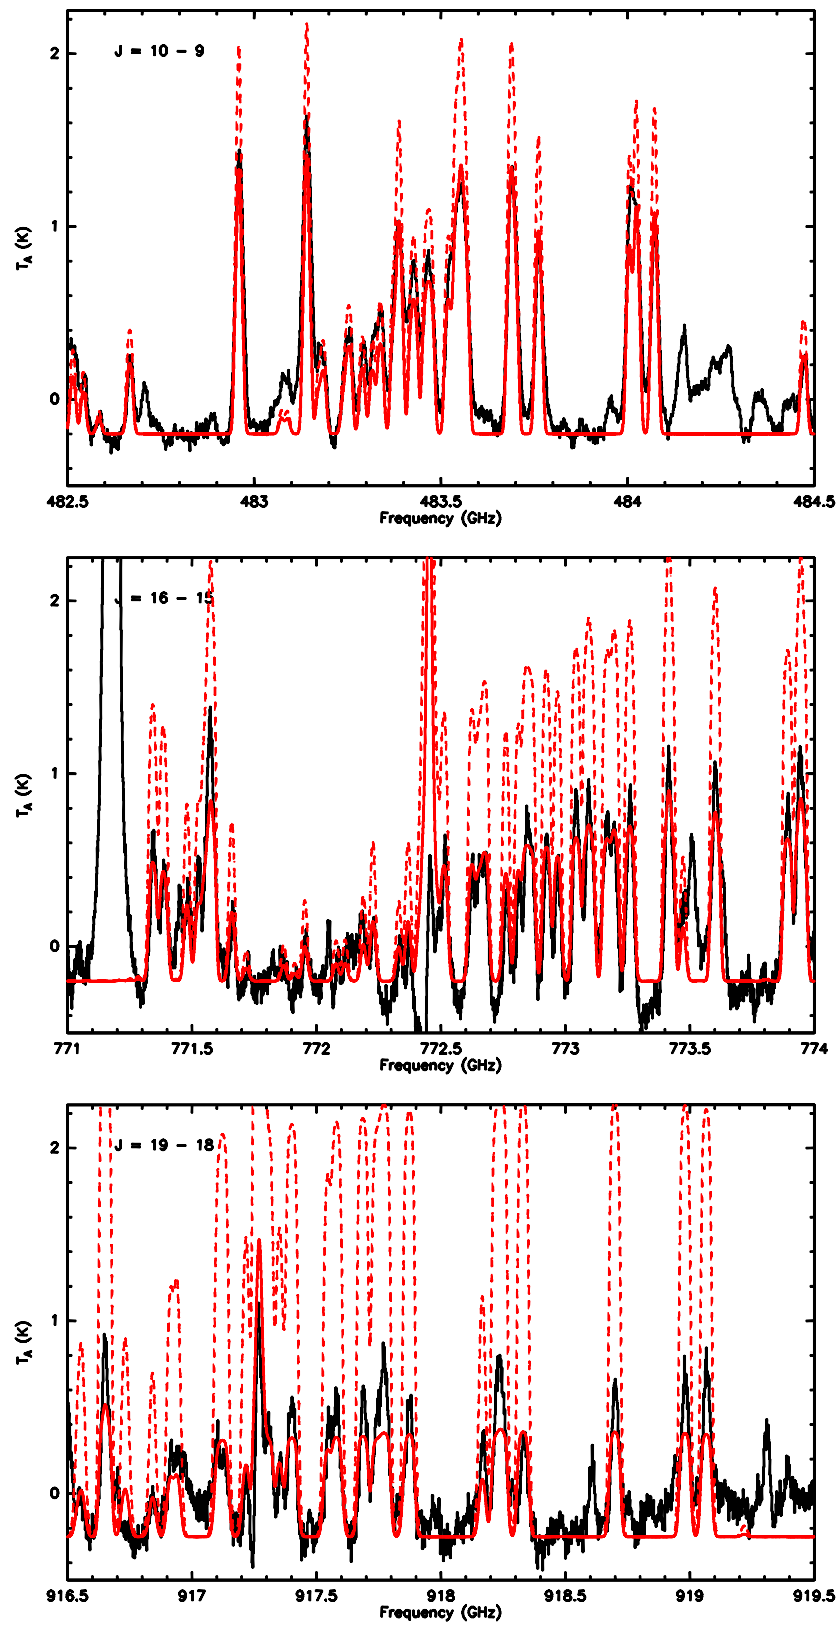 J = 10 – 9
2
1
0
T_A (K)
482.5 483 483.5 484 484.5
Frequency (GHz)
J = 16 – 15
2
1
0
T_A (K)
771 771.5 772 772.5 773 773.5 774
Frequency (GHz)
J = 19 – 18
2
1
0
T_A (K)
916.5 917 917.5 918 918.5 919 919.5
Frequency (GHz)